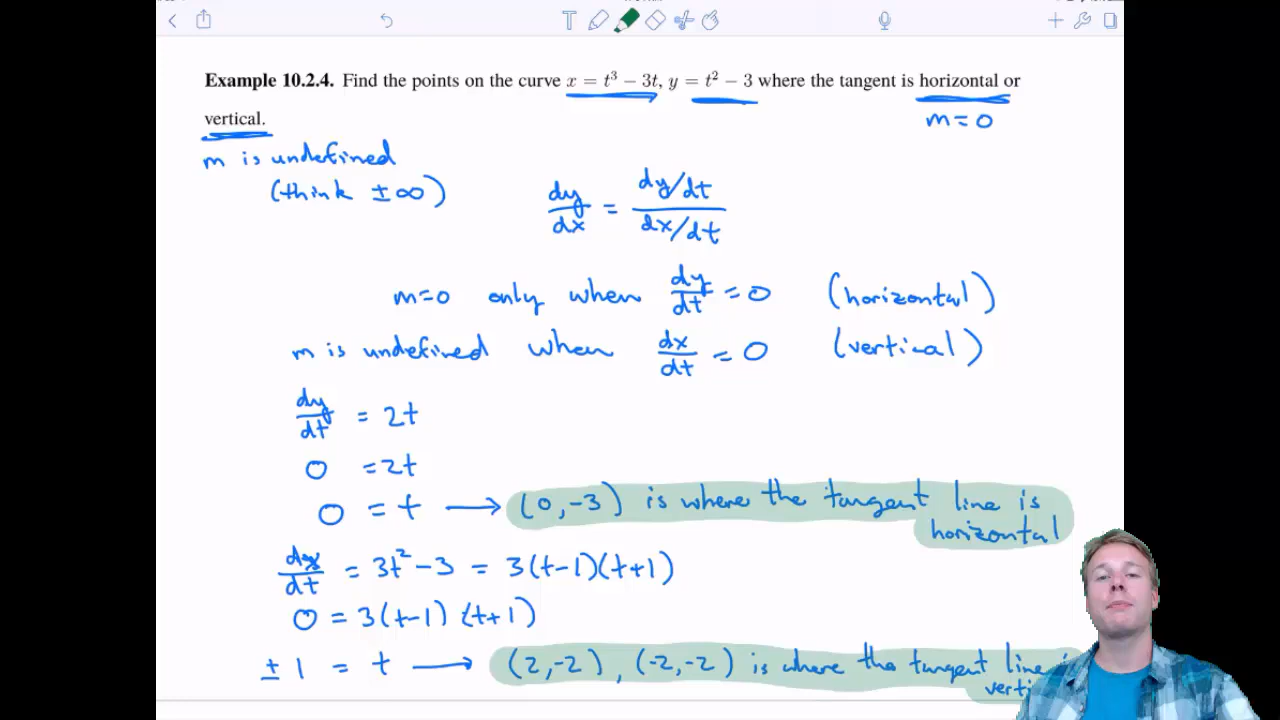 Example 10.2.4. Find the points on the curve x = t³ − 3t, y = t² − 3 where the tangent is horizontal or
vertical.
m = 0
m is undefined
(think ±∞)
dy/dx = (dy/dt)/(dx/dt)
m=0 only when dy/dt = 0 (horizontal)
m is undefined when dx/dt = 0 (vertical)
dy/dt = 2t
0 = 2t
0 = t → (0,-3) is where the tangent line is
horizontal
dx/dt = 3t² - 3 = 3(t-1)(t+1)
0 = 3(t-1)(t+1)
±1 = t → (2,-2), (-2,-2) is where the tangent line